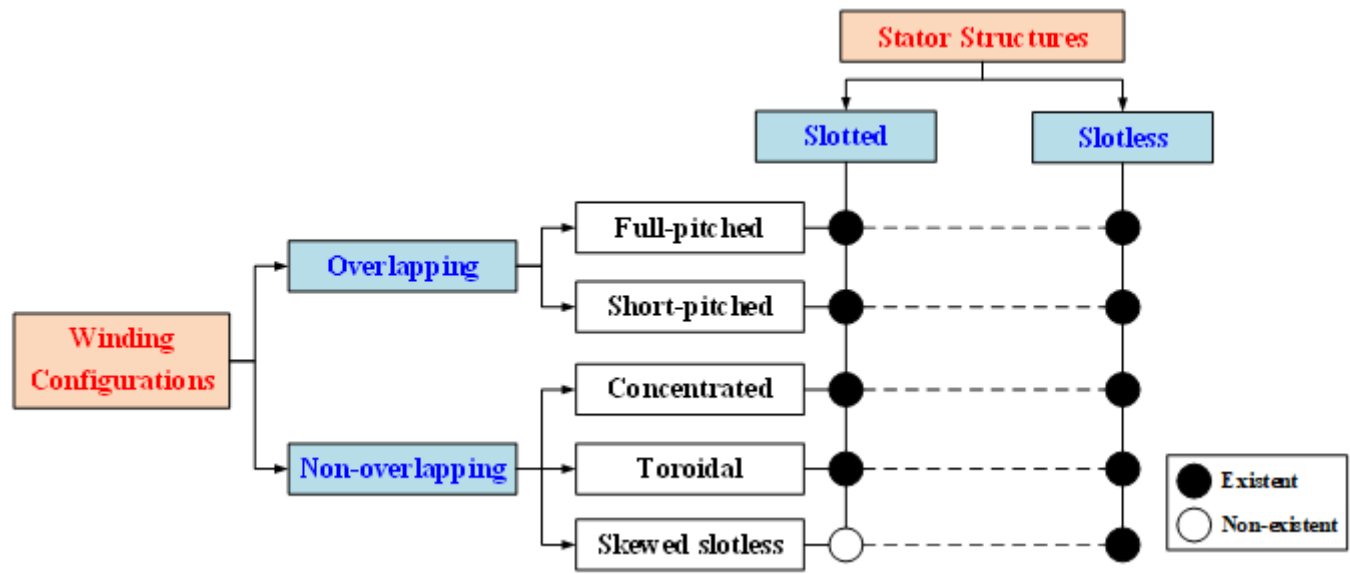 Stator Structures
Slotted
Slotless
Full-pitched
Overlapping
Short-pitched
Winding
Configurations
Concentrated
Non-overlapping
Toroidal
Existent
Non-existent
Skewed slotless